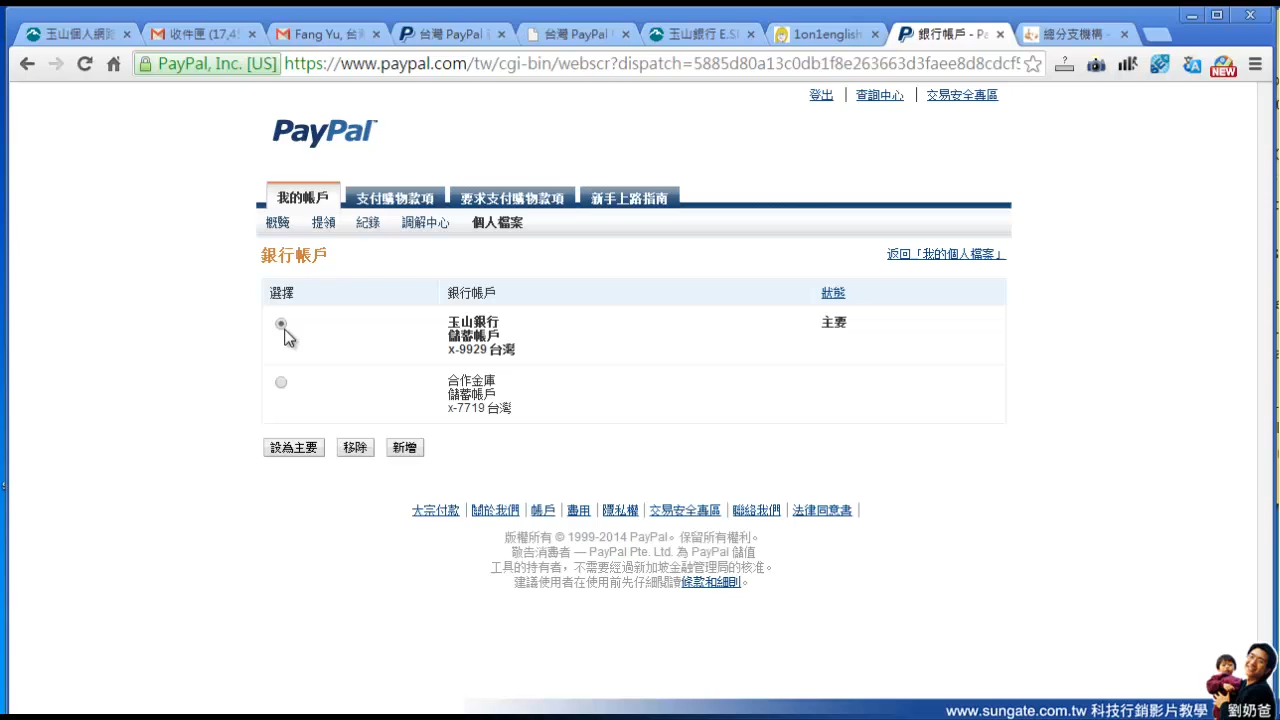 玉山個人網路
收件匣 (17,4
Fang Yu, 台
台灣 PayPal
台灣 PayPal
玉山銀行 E.S
1on1english
銀行帳戶 - Pa
總分支機構 -
PayPal, Inc. [US]
https://www.paypal.com/tw/cgi-bin/webscr?dispatch=5885d80a13c0db1f8e263663d3faee8d8cdcf5
NEW
登出 | 查詢中心 | 交易安全專區
PayPal
我的帳戶 支付購物款項 要求支付購物款項 新手上路指南
概覽 提領 紀錄 調解中心 個人檔案
銀行帳戶 返回「我的個人檔案」
選擇 銀行帳戶 狀態
玉山銀行 主要
儲蓄帳戶
x-9929 台灣
合作金庫
儲蓄帳戶
x-7719 台灣
設為主要 移除 新增
大宗付款 | 關於我們 | 帳戶 | 費用 | 隱私權 | 交易安全專區 | 聯絡我們 | 法律同意書 |
版權所有 © 1999-2014 PayPal。保留所有權利。
敬告消費者 — PayPal Pte. Ltd. 為 PayPal 儲值
工具的持有者，不需要經過新加坡金融管理局的核准。
建議使用者在使用前先仔細閱讀條款和細則。
www.sungate.com.tw 科技行銷影片教學
劉奶爸